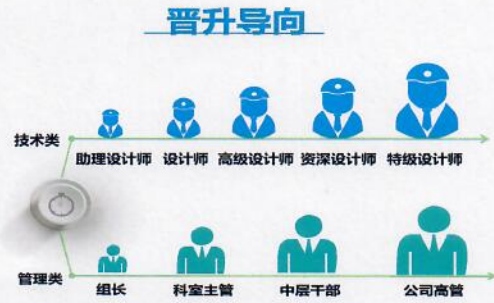 晋升导向
技术类
助理设计师 设计师 高级设计师 资深设计师 特级设计师
管理类
组长 科室主管 中层干部 公司高管